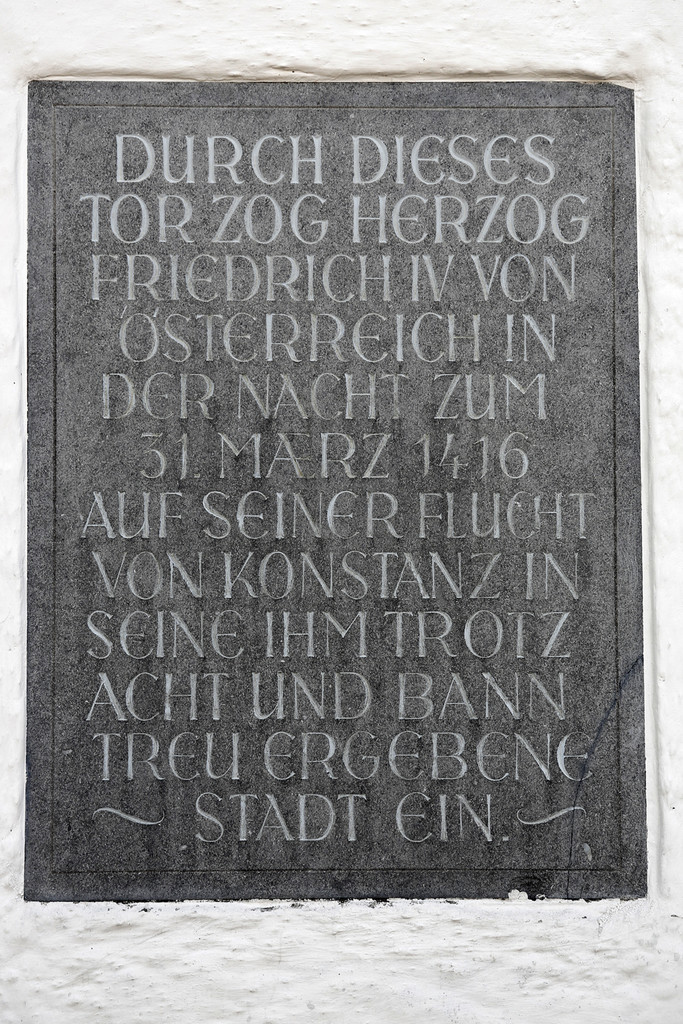 DURCH DIESES
TOR ZOG HERZOG
FRIEDRICH IV VON
ÖSTERREICH IN
DER NACHT ZUM
31. MÆRZ 1416
AUF SEINER FLUCHT
VON KONSTANZ IN
SEINE IHM TROTZ
ACHT UND BANN
TREU ERGEBENE
~ STADT EIN. ~